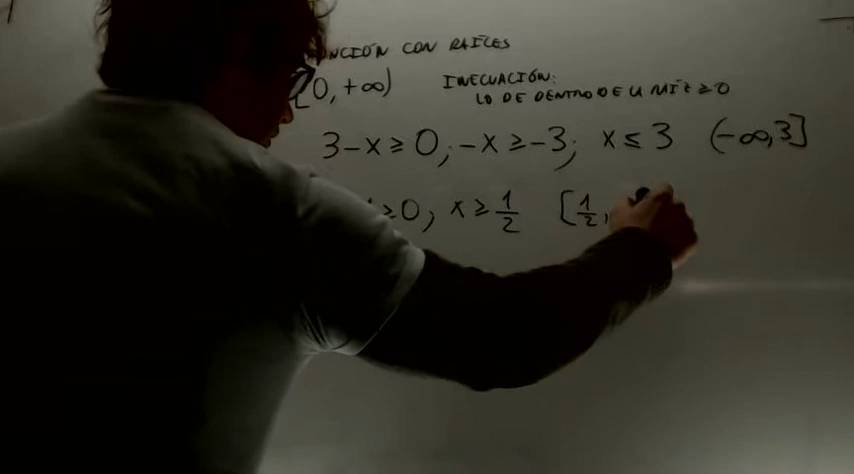 CON RAÍCES
[0, +∞) INECUACIÓN:
LO DE DENTRO DE LA RAÍZ ≥ 0
3-x ≥ 0; -x ≥ -3; x ≤ 3 (-∞,3]
≥0, x ≥ 1/2 [1/2,